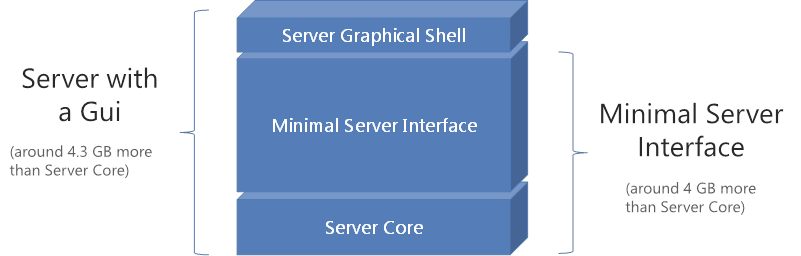 Server with
a Gui
(around 4.3 GB more
than Server Core)
Server Graphical Shell
Minimal Server Interface
Server Core
Minimal Server
Interface
(around 4 GB more
than Server Core)